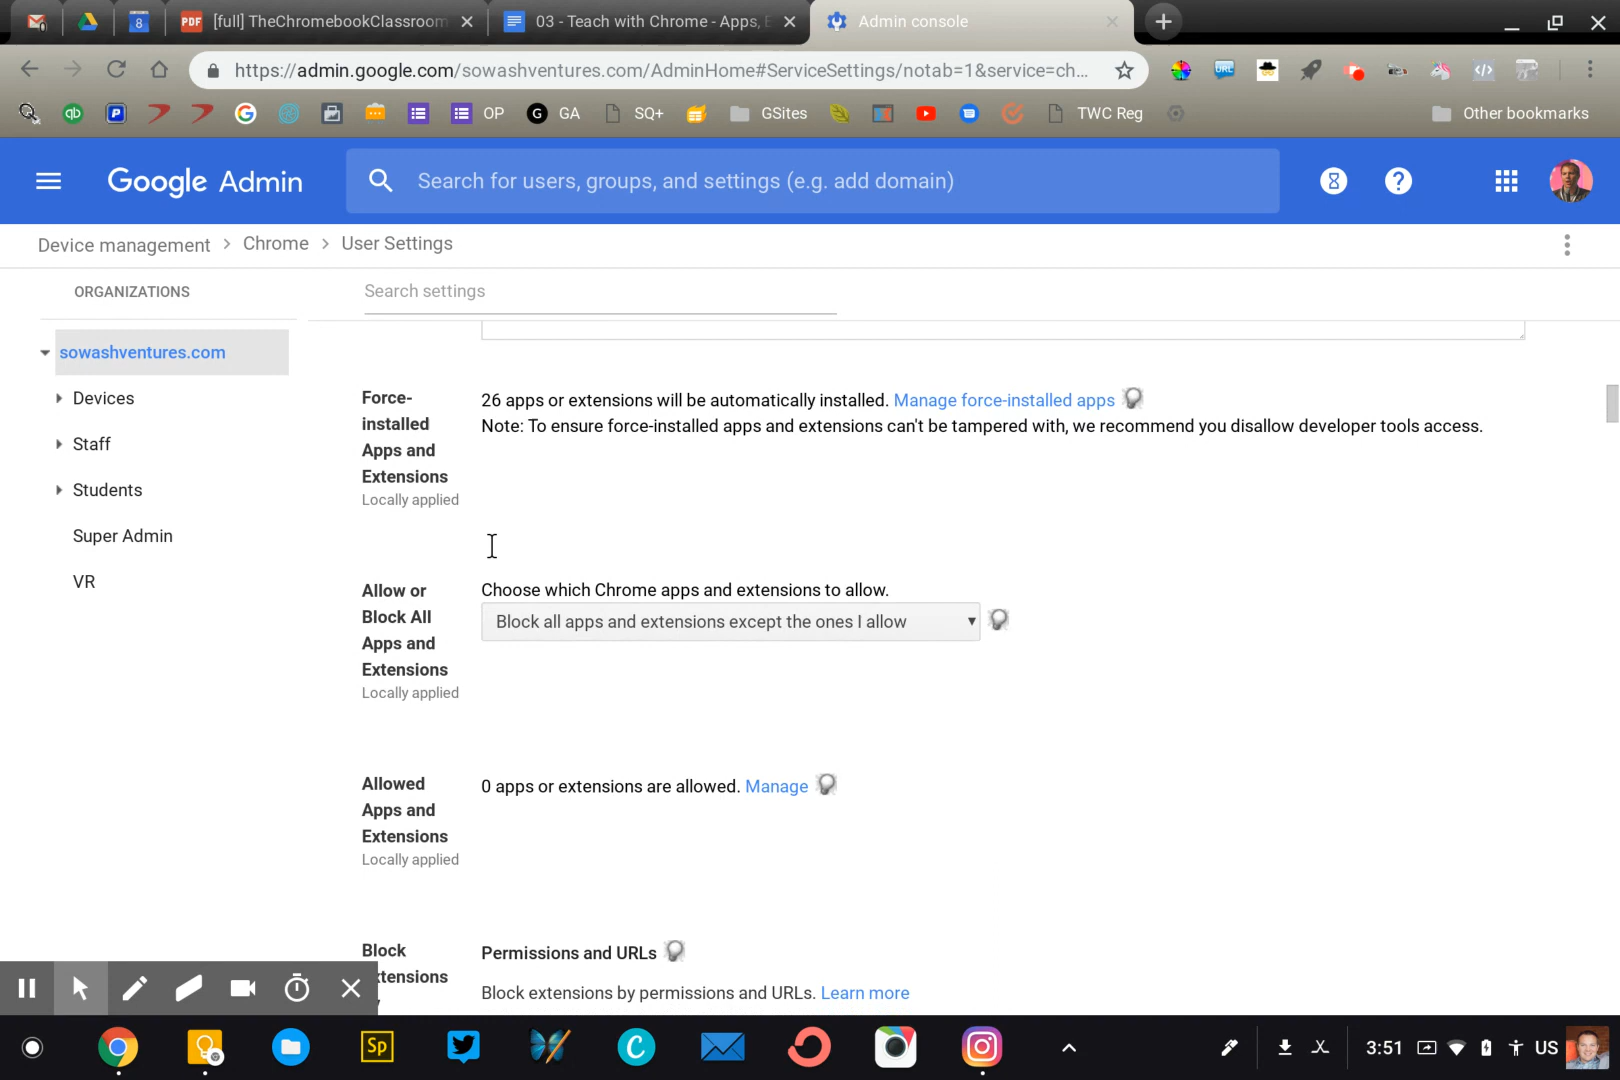 [full] TheChromebookClassroom
03 - Teach with Chrome - Apps, E
Admin console
https://admin.google.com/sowashventures.com/AdminHome#ServiceSettings/notab=1&service=ch...
OP
GA
SQ+
GSites
TWC Reg
Other bookmarks
Google Admin
Search for users, groups, and settings (e.g. add domain)
Device management > Chrome > User Settings
ORGANIZATIONS
Search settings
sowashventures.com
Devices
Staff
Students
Super Admin
VR
Force-
installed
Apps and
Extensions
Locally applied
26 apps or extensions will be automatically installed. Manage force-installed apps
Note: To ensure force-installed apps and extensions can't be tampered with, we recommend you disallow developer tools access.
Allow or
Block All
Apps and
Extensions
Locally applied
Choose which Chrome apps and extensions to allow.
Block all apps and extensions except the ones I allow
Allowed
Apps and
Extensions
Locally applied
0 apps or extensions are allowed. Manage
Block
xtensions
Permissions and URLs
Block extensions by permissions and URLs. Learn more
Sp
3:51
US